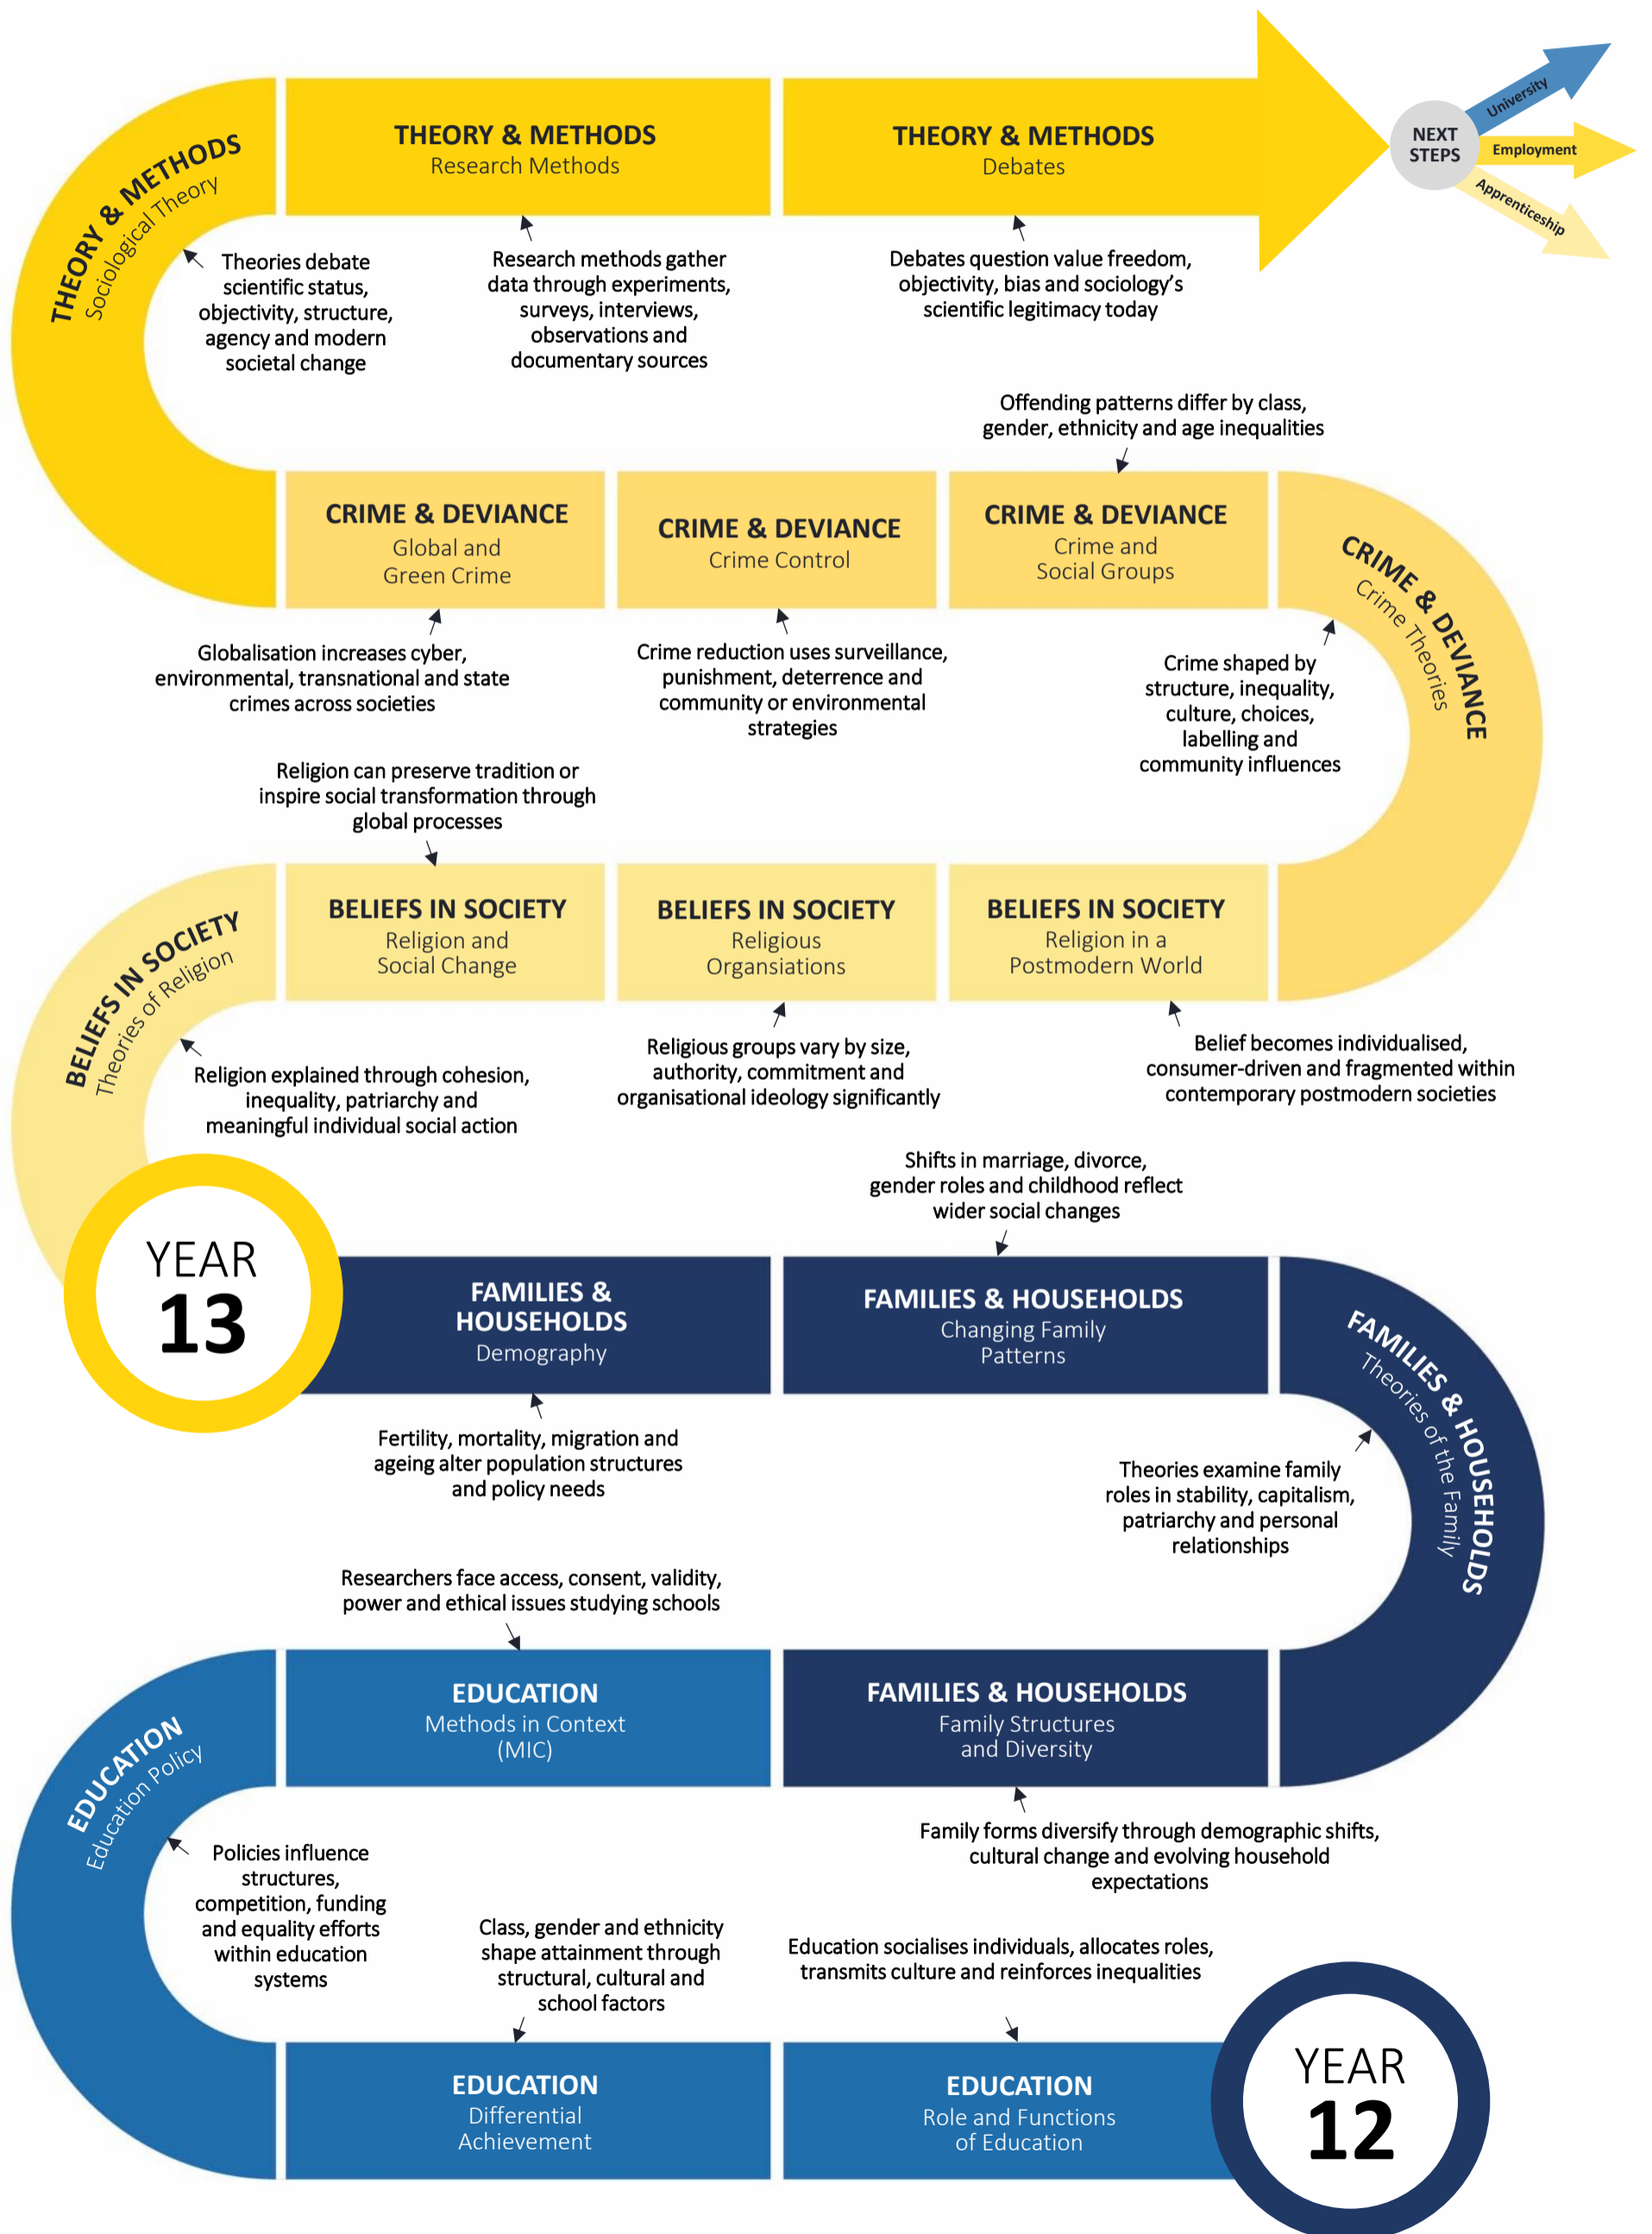 THEORY & METHODS
Sociological Theory
THEORY & METHODS
Research Methods
THEORY & METHODS
Debates
NEXT
STEPS
University
Employment
Apprenticeship
Theories debate
scientific status,
objectivity, structure,
agency and modern
societal change
Research methods gather
data through experiments,
surveys, interviews,
observations and
documentary sources
Debates question value freedom,
objectivity, bias and sociology's
scientific legitimacy today
Offending patterns differ by class,
gender, ethnicity and age inequalities
CRIME & DEVIANCE
Global and
Green Crime
CRIME & DEVIANCE
Crime Control
CRIME & DEVIANCE
Crime and
Social Groups
CRIME & DEVIANCE
Crime Theories
Globalisation increases cyber,
environmental, transnational and state
crimes across societies
Crime reduction uses surveillance,
punishment, deterrence and
community or environmental
strategies
Crime shaped by
structure, inequality,
culture, choices,
labelling and
community influences
Religion can preserve tradition or
inspire social transformation through
global processes
BELIEFS IN SOCIETY
Theories of Religion
BELIEFS IN SOCIETY
Religion and
Social Change
BELIEFS IN SOCIETY
Religious
Organsiations
BELIEFS IN SOCIETY
Religion in a
Postmodern World
Religion explained through cohesion,
inequality, patriarchy and
meaningful individual social action
Religious groups vary by size,
authority, commitment and
organisational ideology significantly
Belief becomes individualised,
consumer-driven and fragmented within
contemporary postmodern societies
Shifts in marriage, divorce,
gender roles and childhood reflect
wider social changes
YEAR
13
FAMILIES &
HOUSEHOLDS
Demography
FAMILIES & HOUSEHOLDS
Changing Family
Patterns
FAMILIES & HOUSEHOLDS
Theories of the Family
Fertility, mortality, migration and
ageing alter population structures
and policy needs
Theories examine family
roles in stability, capitalism,
patriarchy and personal
relationships
Researchers face access, consent, validity,
power and ethical issues studying schools
EDUCATION
Education Policy
EDUCATION
Methods in Context
(MIC)
FAMILIES & HOUSEHOLDS
Family Structures
and Diversity
Policies influence
structures,
competition, funding
and equality efforts
within education
systems
Family forms diversify through demographic shifts,
cultural change and evolving household
expectations
Class, gender and ethnicity
shape attainment through
structural, cultural and
school factors
Education socialises individuals, allocates roles,
transmits culture and reinforces inequalities
EDUCATION
Differential
Achievement
EDUCATION
Role and Functions
of Education
YEAR
12